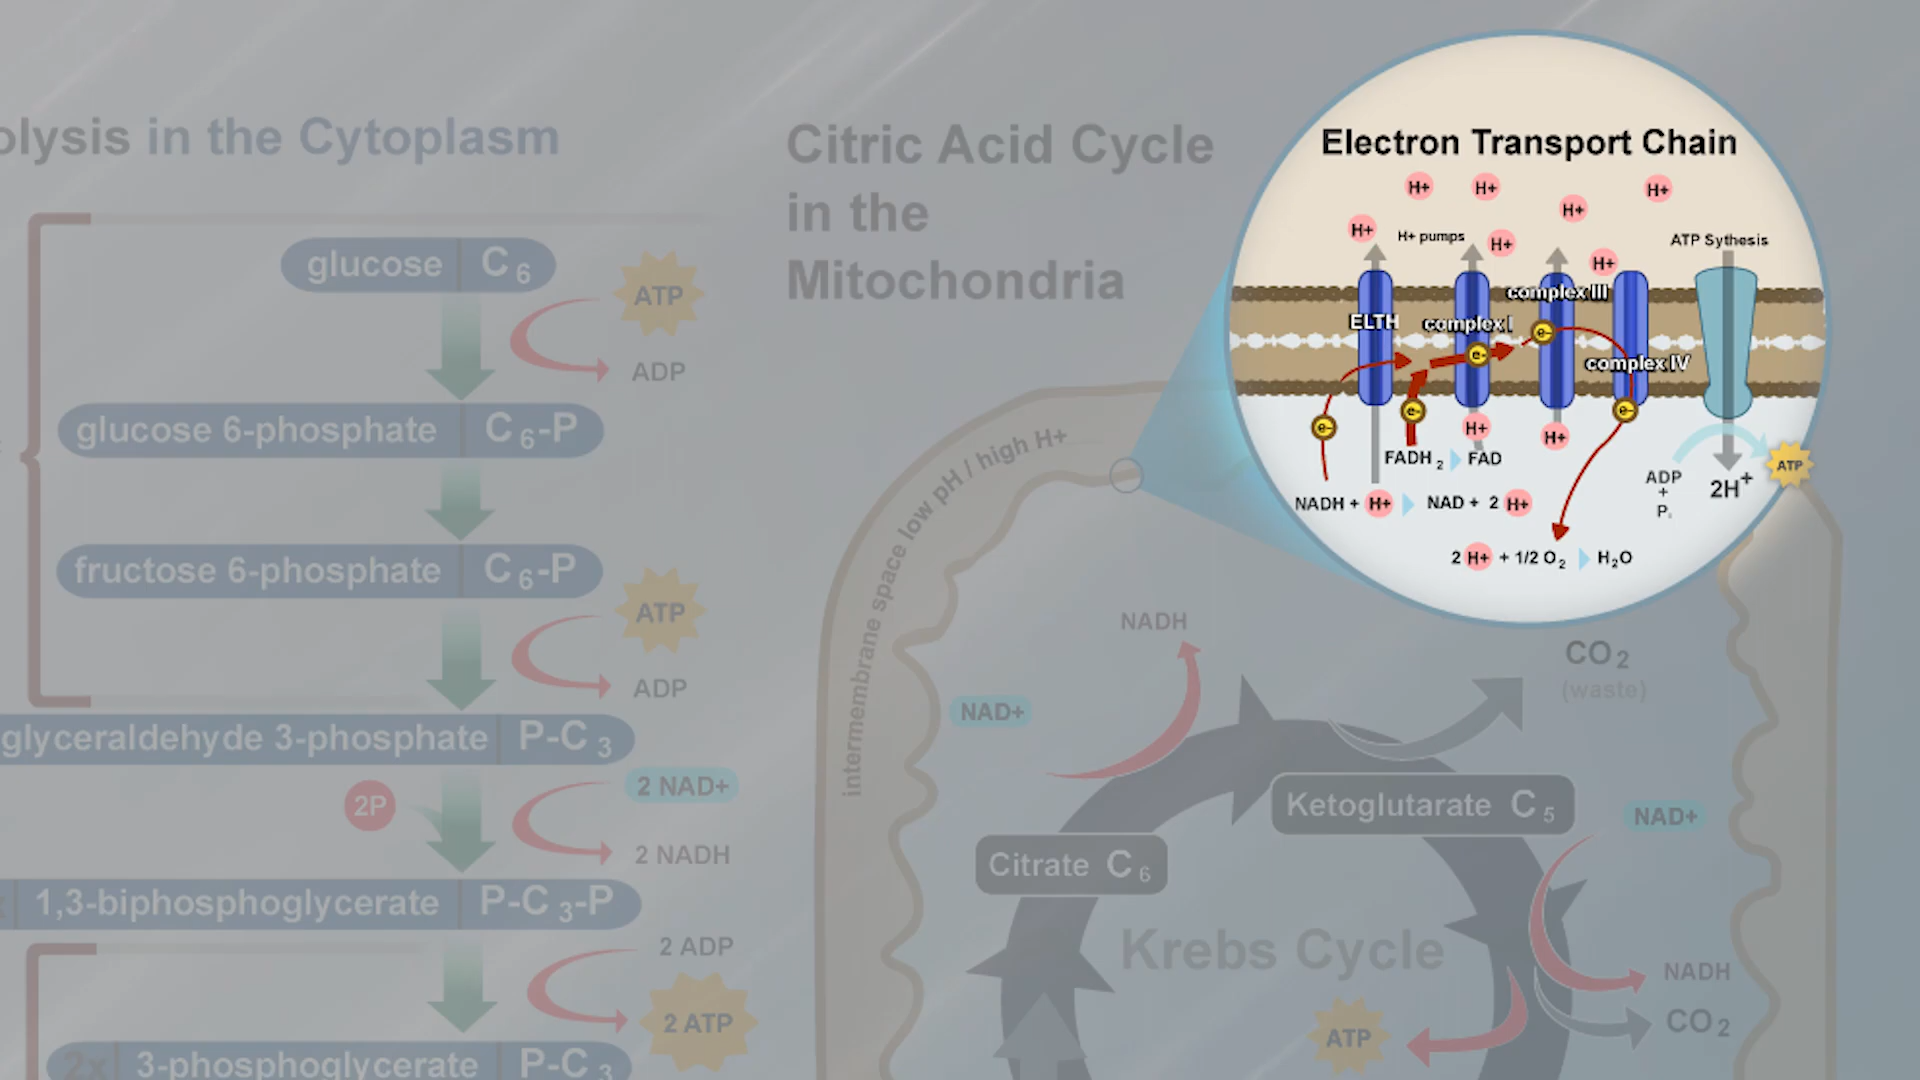 olysis in the Cytoplasm
glucose C6
ATP
ADP
glucose 6-phosphate C6-P
fructose 6-phosphate C6-P
ATP
ADP
glyceraldehyde 3-phosphate P-C3
2P
2 NAD+
2 NADH
1,3-biphosphoglycerate P-C3-P
2 ADP
2 ATP
2x 3-phosphoglycerate P-C3
Citric Acid Cycle
in the
Mitochondria
intermembrane space low pH / high H+
Electron Transport Chain
H+ H+ H+ H+
H+ H+ pumps H+ H+
ATP Sythesis
ELTH
complex I
complex III
complex IV
e- e- e- e- e-
H+ H+
FADH2 FAD
NADH + H+ NAD + 2 H+
2 H+ + 1/2 O2 H2O
ADP
+
P
2H+
ATP
NADH
NAD+
CO2
(waste)
Ketoglutarate C5
Citrate C6
NAD+
Krebs Cycle
NADH
CO2
ATP